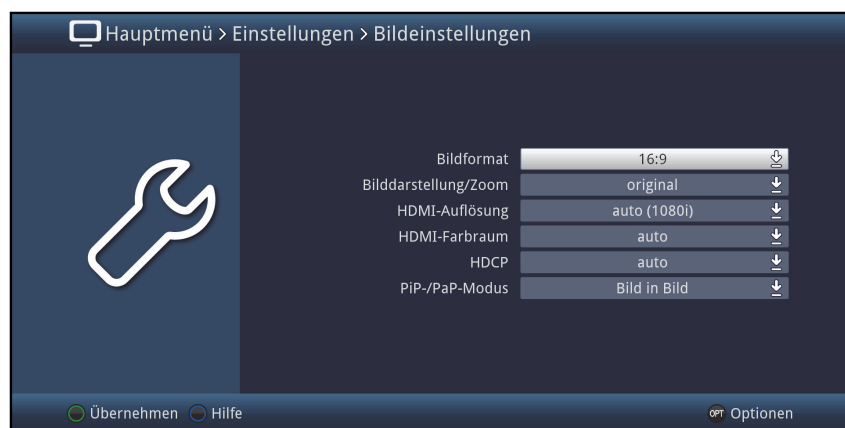 Hauptmenü > Einstellungen > Bildeinstellungen
Bildformat 16:9
Bilddarstellung/Zoom original
HDMI-Auflösung auto (1080i)
HDMI-Farbraum auto
HDCP auto
PiP-/PaP-Modus Bild in Bild
Übernehmen Hilfe OPT Optionen